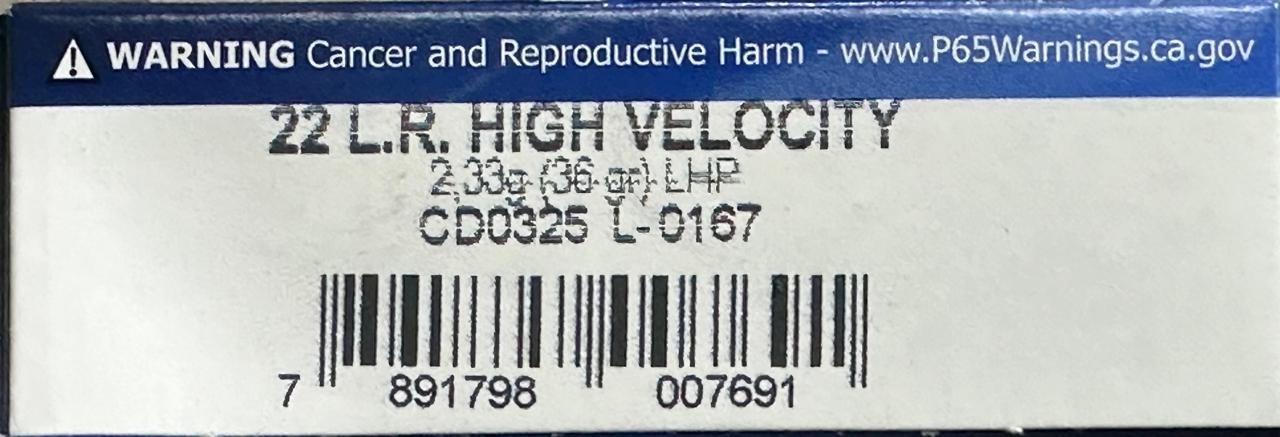 WARNING Cancer and Reproductive Harm - www.P65Warnings.ca.gov
22 L.R. HIGH VELOCITY
2,33g (36 gr) LHP
CD0325 L-0167
7 891798 007691